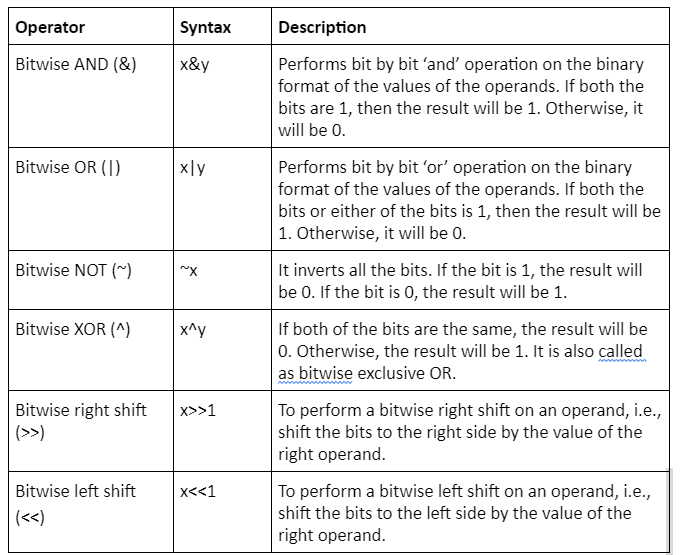 Operator Syntax Description
Bitwise AND (&) x&y Performs bit by bit ‘and’ operation on the binary
format of the values of the operands. If both the
bits are 1, then the result will be 1. Otherwise, it
will be 0.
Bitwise OR (|) x|y Performs bit by bit ‘or’ operation on the binary
format of the values of the operands. If both the
bits or either of the bits is 1, then the result will be
1. Otherwise, it will be 0.
Bitwise NOT (~) ~x It inverts all the bits. If the bit is 1, the result will
be 0. If the bit is 0, the result will be 1.
Bitwise XOR (^) x^y If both of the bits are the same, the result will be
0. Otherwise, the result will be 1. It is also called
as bitwise exclusive OR.
Bitwise right shift x>>1 To perform a bitwise right shift on an operand, i.e.,
(>>) shift the bits to the right side by the value of the
right operand.
Bitwise left shift x<<1 To perform a bitwise left shift on an operand, i.e.,
(<<) shift the bits to the left side by the value of the
right operand.